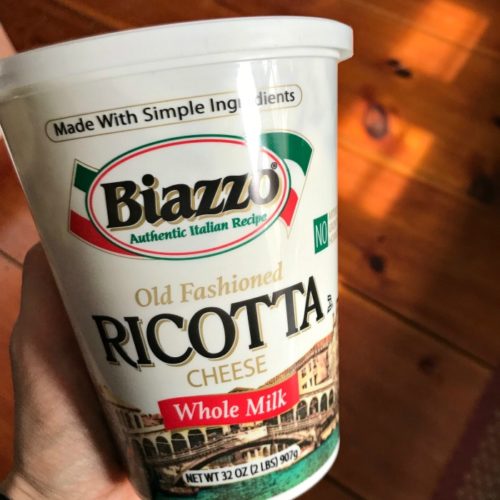 Made With Simple Ingredients
Biazzo®
Authentic Italian Recipe
NO
Old Fashioned
RICOTTA
CHEESE
Whole Milk
NET WT 32 OZ (2 LBS) 907g